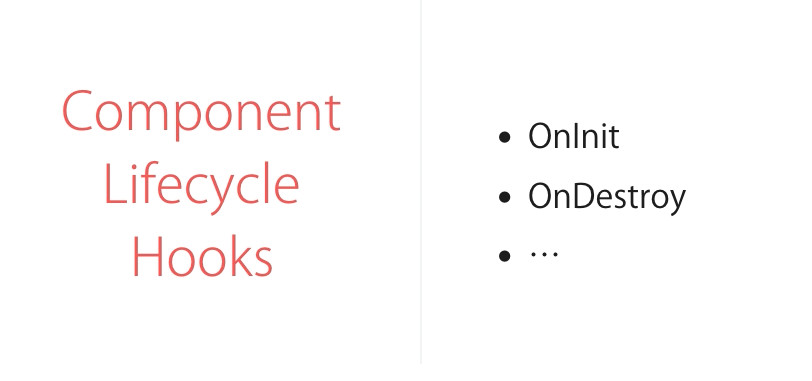 Component
Lifecycle
Hooks
• OnInit
• OnDestroy
• ...